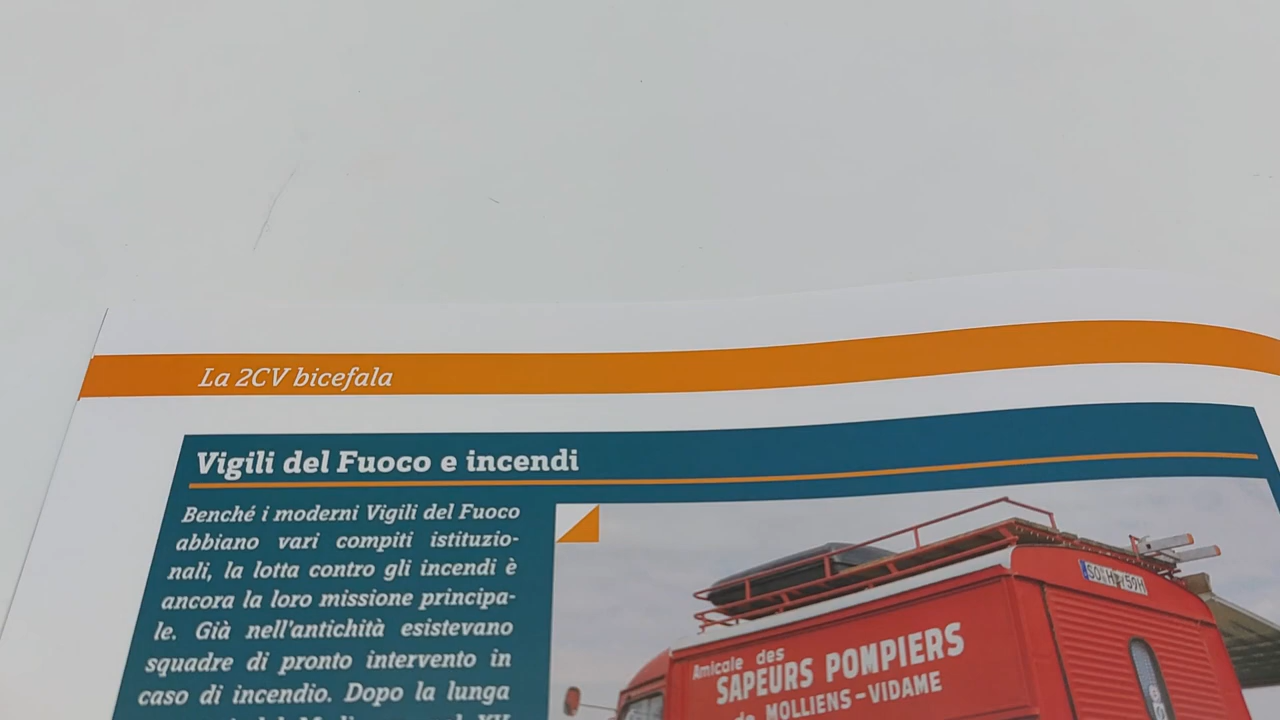 La 2CV bicefala
Vigili del Fuoco e incendi
Benché i moderni Vigili del Fuoco
abbiano vari compiti istituzio-
nali, la lotta contro gli incendi è
ancora la loro missione principa-
le. Già nell'antichità esistevano
squadre di pronto intervento in
caso di incendio. Dopo la lunga
Amicale des
SAPEURS POMPIERS
de MOLLIENS-VIDAME